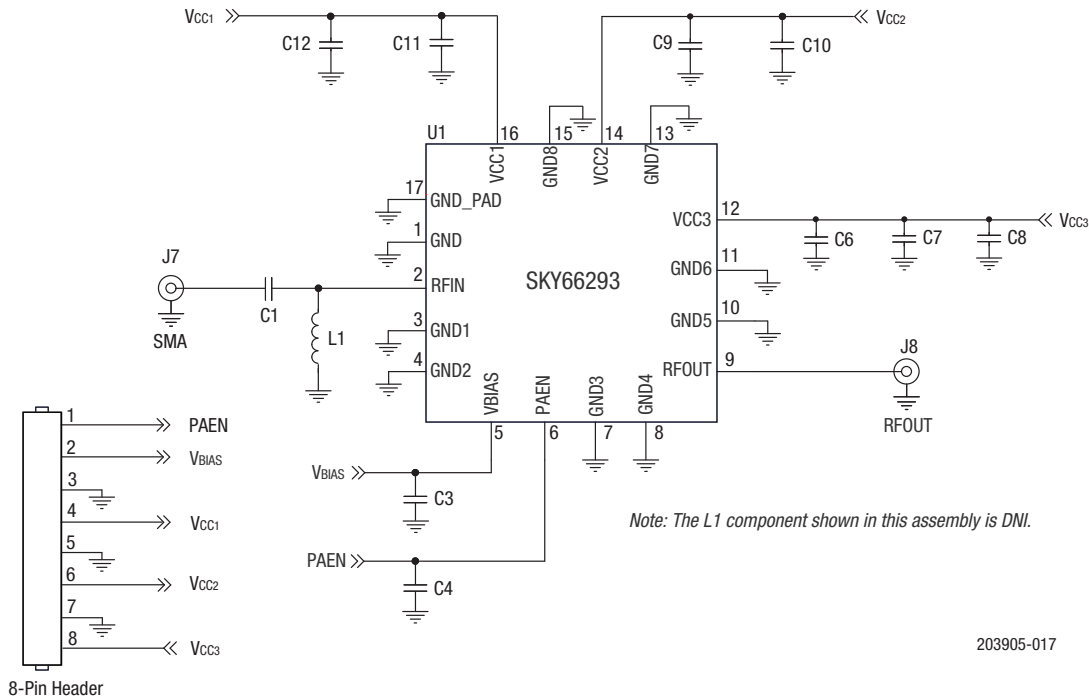 VCC1
VCC2
C12
C11
C9
C10
U1
16
15
14
13
VCC1
GND8
VCC2
GND7
17
GND_PAD
VCC3
12
VCC3
1
GND
C6
C7
C8
J7
2
RFIN
SKY66293
GND6
11
C1
SMA
L1
3
GND1
GND5
10
4
GND2
RFOUT
9
J8
RFOUT
VBIAS
PAEN
GND3
GND4
5
6
7
8
1
PAEN
2
VBIAS
3
4
VCC1
5
6
VCC2
7
8
VCC3
8-Pin Header
VBIAS
C3
Note: The L1 component shown in this assembly is DNI.
PAEN
C4
203905-017